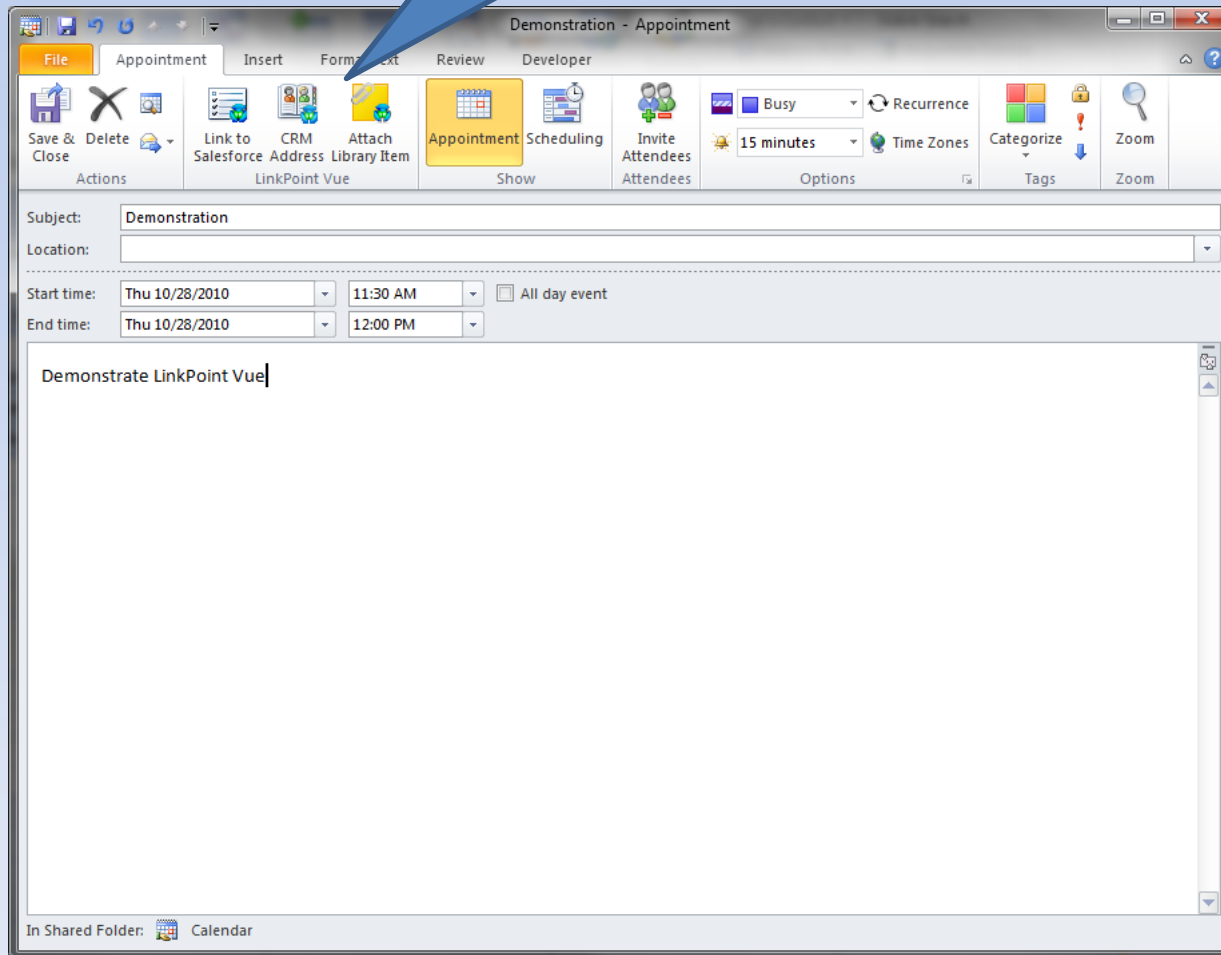 Demonstration - Appointment
File Appointment Insert Format Text Review Developer
Save & Close Delete Link to Salesforce CRM Address Attach Library Item Appointment Scheduling Invite Attendees Busy Recurrence Categorize Zoom
15 minutes Time Zones
Actions LinkPoint Vue Show Attendees Options Tags Zoom
Subject: Demonstration
Location:
Start time: Thu 10/28/2010 11:30 AM All day event
End time: Thu 10/28/2010 12:00 PM
Demonstrate LinkPoint Vue
In Shared Folder: Calendar